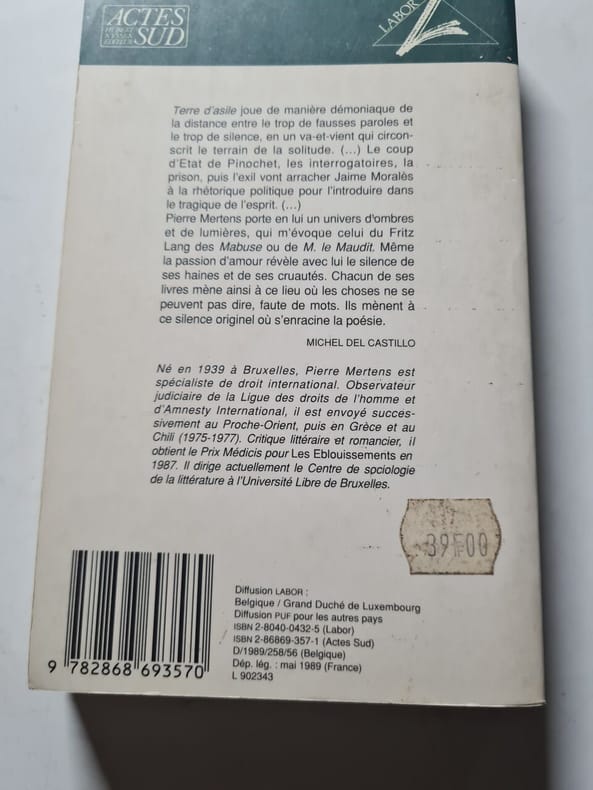 ACTES
HUBERT
NYSSEN
EDITEUR
SUD
LABOR
Terre d'asile joue de manière démoniaque de
la distance entre le trop de fausses paroles et
le trop de silence, en un va-et-vient qui circon-
scrit le terrain de la solitude. (...) Le coup
d'Etat de Pinochet, les interrogatoires, la
prison, puis l'exil vont arracher Jaime Moralès
à la rhétorique politique pour l'introduire dans
le tragique de l'esprit. (...)
Pierre Mertens porte en lui un univers d'ombres
et de lumières, qui m'évoque celui du Fritz
Lang des Mabuse ou de M. le Maudit. Même
la passion d'amour révèle avec lui le silence de
ses haines et de ses cruautés. Chacun de ses
livres mène ainsi à ce lieu où les choses ne se
peuvent pas dire, faute de mots. Ils mènent à
ce silence originel où s'enracine la poésie.
MICHEL DEL CASTILLO
Né en 1939 à Bruxelles, Pierre Mertens est
spécialiste de droit international. Observateur
judiciaire de la Ligue des droits de l'homme et
d'Amnesty International, il est envoyé succes-
sivement au Proche-Orient, puis en Grèce et au
Chili (1975-1977). Critique littéraire et romancier, il
obtient le Prix Médicis pour Les Eblouissements en
1987. Il dirige actuellement le Centre de sociologie
de la littérature à l'Université Libre de Bruxelles.
39F00
Diffusion LABOR :
Belgique / Grand Duché de Luxembourg
Diffusion PUF pour les autres pays
ISBN 2-8040-0432-5 (Labor)
ISBN 2-86869-357-1 (Actes Sud)
D/1989/258/56 (Belgique)
Dép. lég. : mai 1989 (France)
L 902343
9 782868 693570